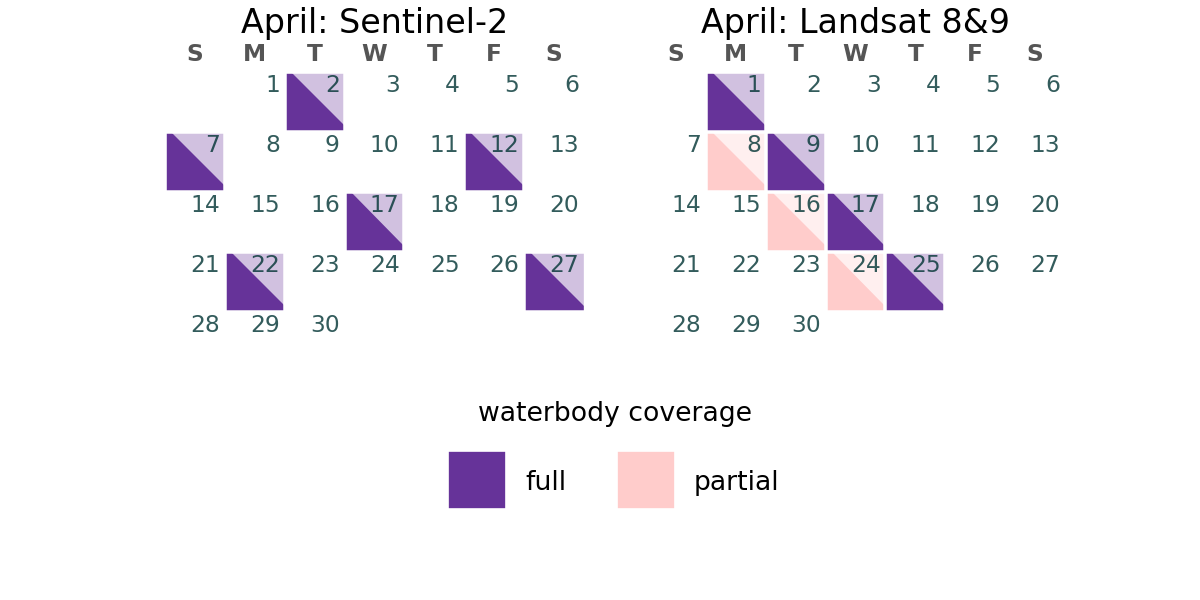 April: Sentinel-2
S M T W T F S
1 2 3 4 5 6
7 8 9 10 11 12 13
14 15 16 17 18 19 20
21 22 23 24 25 26 27
28 29 30
April: Landsat 8&9
S M T W T F S
1 2 3 4 5 6
7 8 9 10 11 12 13
14 15 16 17 18 19 20
21 22 23 24 25 26 27
28 29 30
waterbody coverage
full partial